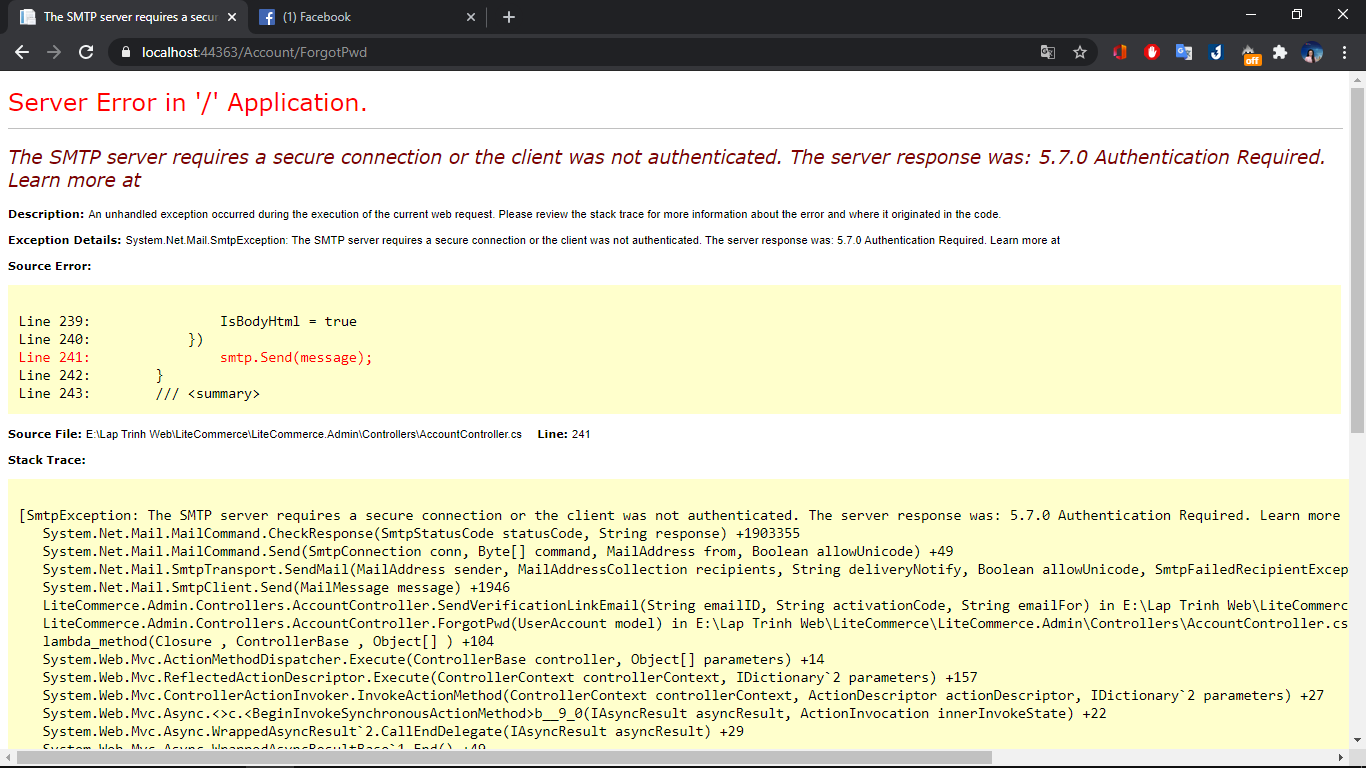 The SMTP server requires a secur
(1) Facebook
localhost:44363/Account/ForgotPwd
off
Server Error in '/' Application.
The SMTP server requires a secure connection or the client was not authenticated. The server response was: 5.7.0 Authentication Required.
Learn more at
Description: An unhandled exception occurred during the execution of the current web request. Please review the stack trace for more information about the error and where it originated in the code.
Exception Details: System.Net.Mail.SmtpException: The SMTP server requires a secure connection or the client was not authenticated. The server response was: 5.7.0 Authentication Required. Learn more at
Source Error:
Line 239:                IsBodyHtml = true
Line 240:            })
Line 241:                smtp.Send(message);
Line 242:        }
Line 243:        /// <summary>
Source File: E:\Lap Trinh Web\LiteCommerce\LiteCommerce.Admin\Controllers\AccountController.cs    Line: 241
Stack Trace:
[SmtpException: The SMTP server requires a secure connection or the client was not authenticated. The server response was: 5.7.0 Authentication Required. Learn more
System.Net.Mail.MailCommand.CheckResponse(SmtpStatusCode statusCode, String response) +1903355
System.Net.Mail.MailCommand.Send(SmtpConnection conn, Byte[] command, MailAddress from, Boolean allowUnicode) +49
System.Net.Mail.SmtpTransport.SendMail(MailAddress sender, MailAddressCollection recipients, String deliveryNotify, Boolean allowUnicode, SmtpFailedRecipientExcep
System.Net.Mail.SmtpClient.Send(MailMessage message) +1946
LiteCommerce.Admin.Controllers.AccountController.SendVerificationLinkEmail(String emailID, String activationCode, String emailFor) in E:\Lap Trinh Web\LiteCommerc
LiteCommerce.Admin.Controllers.AccountController.ForgotPwd(UserAccount model) in E:\Lap Trinh Web\LiteCommerce\LiteCommerce.Admin\Controllers\AccountController.cs
lambda_method(Closure , ControllerBase , Object[] ) +104
System.Web.Mvc.ActionMethodDispatcher.Execute(ControllerBase controller, Object[] parameters) +14
System.Web.Mvc.ReflectedActionDescriptor.Execute(ControllerContext controllerContext, IDictionary`2 parameters) +157
System.Web.Mvc.ControllerActionInvoker.InvokeActionMethod(ControllerContext controllerContext, ActionDescriptor actionDescriptor, IDictionary`2 parameters) +27
System.Web.Mvc.Async.<>c.<BeginInvokeSynchronousActionMethod>b__9_0(IAsyncResult asyncResult, ActionInvocation innerInvokeState) +22
System.Web.Mvc.Async.WrappedAsyncResult`2.CallEndDelegate(IAsyncResult asyncResult) +29
System.Web.Mvc.Async.WrappedAsyncResultBase`1.End() +49